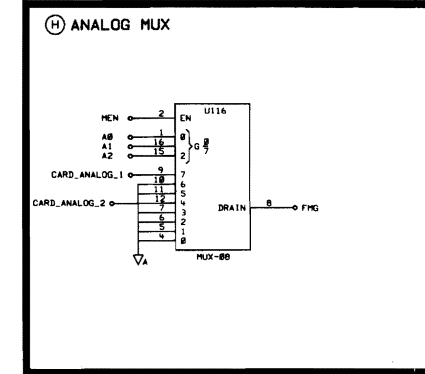 H ANALOG MUX
U116
MEN 2 EN
A0 1 0
A1 16 G 0/7
A2 15 2
CARD_ANALOG_1 9 7
10 6
11 5
CARD_ANALOG_2 12 4
7 3
6 2
5 1
4 0
DRAIN 8 FMG
A
MUX-08